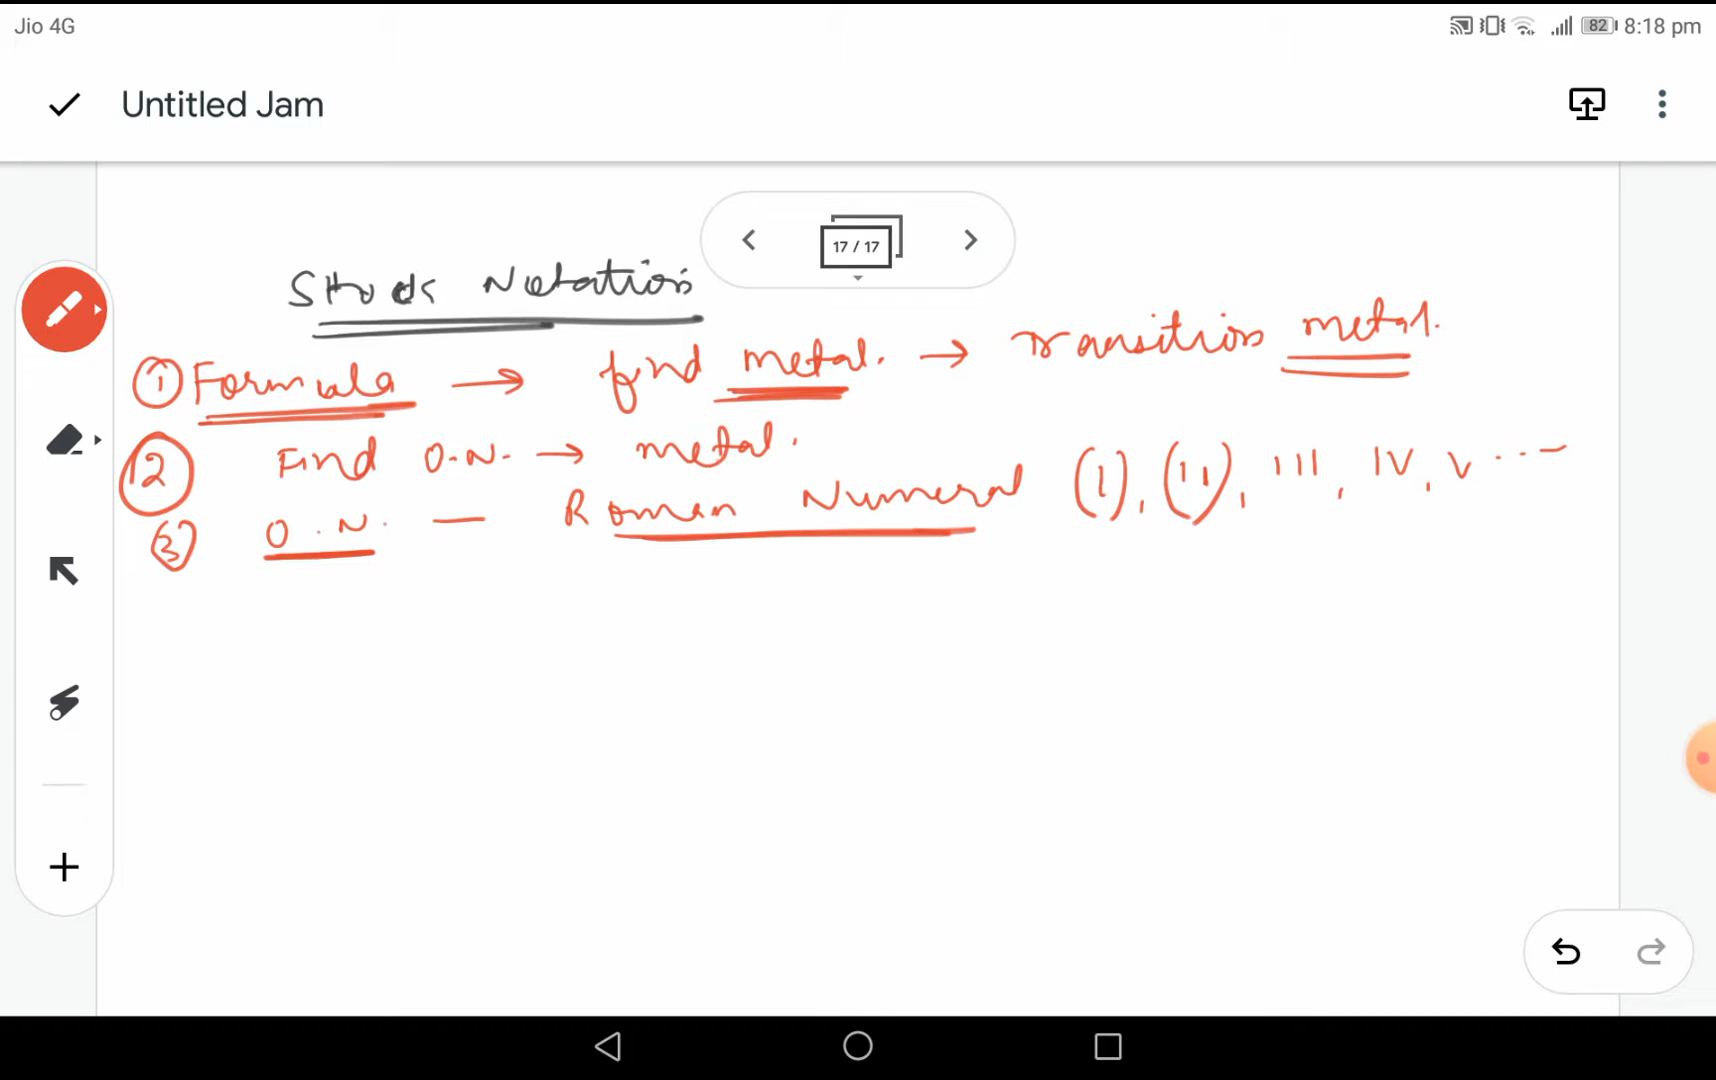 Jio 4G 82 8:18 pm
Untitled Jam
17 / 17
Stocks Notation
① Formula → find metal. → transition metal.
② Find O.N. → metal.
③ O.N. — Roman Numeral (I), (II), III, IV, V ...—